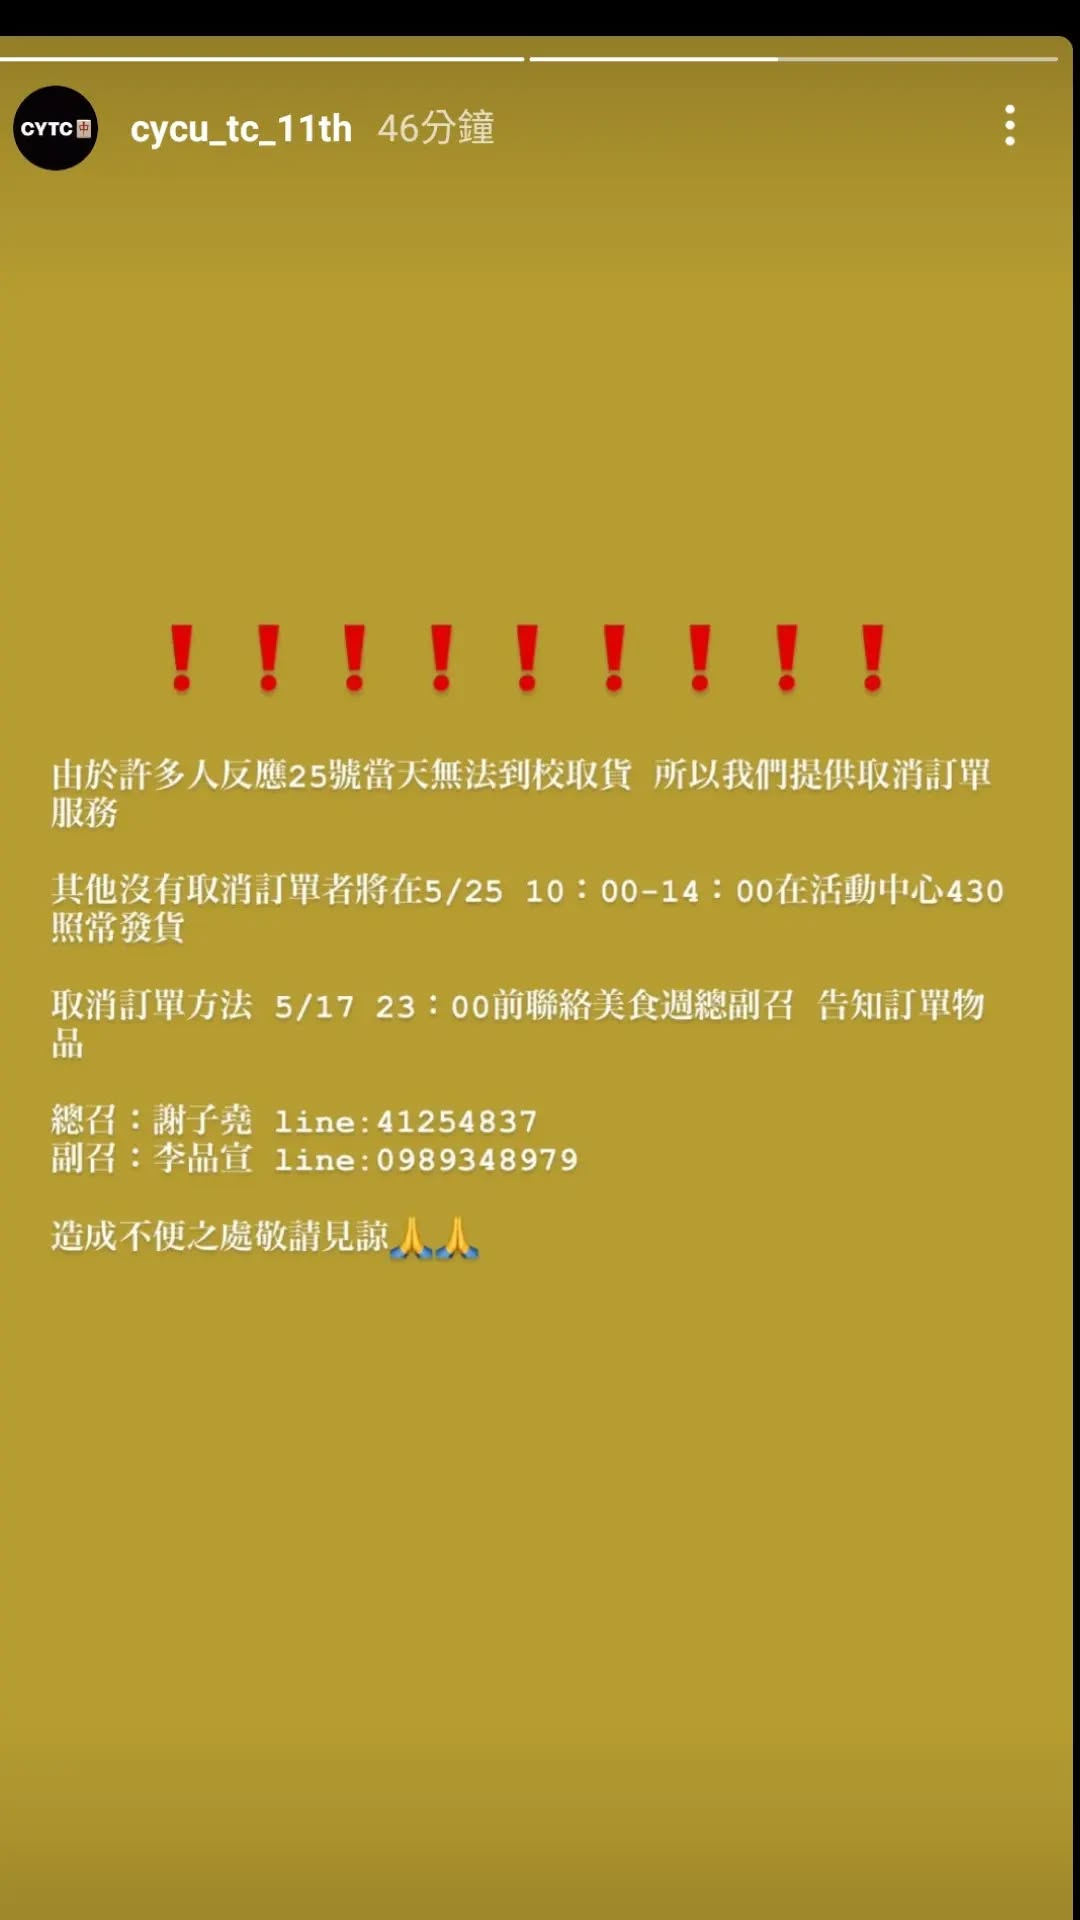 CYTC中
cycu_tc_11th 46分鐘
❗❗❗❗❗❗❗❗❗
由於許多人反應25號當天無法到校取貨 所以我們提供取消訂單
服務
其他沒有取消訂單者將在5/25 10：00-14：00在活動中心430
照常發貨
取消訂單方法 5/17 23：00前聯絡美食週總副召 告知訂單物
品
總召：謝子堯 line:41254837
副召：李品宣 line:0989348979
造成不便之處敬請見諒🙏🙏